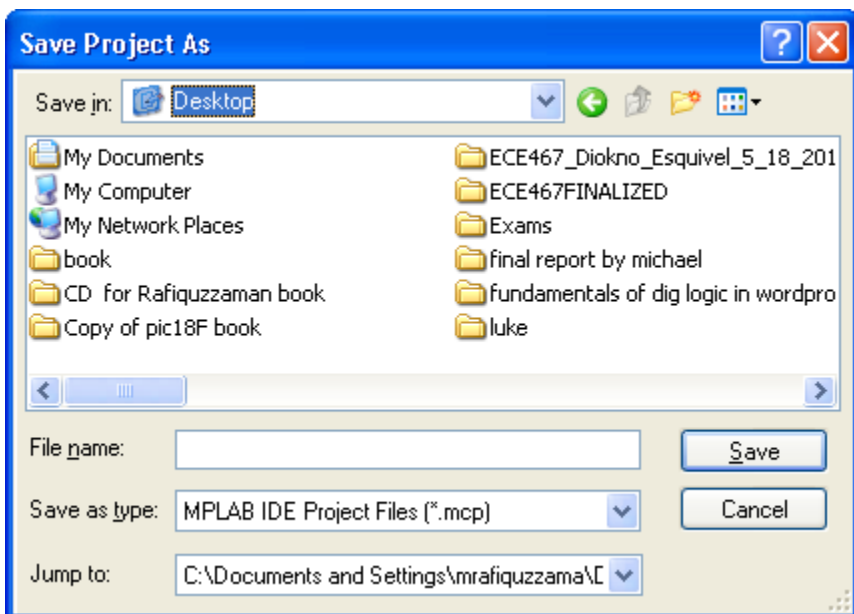 Save Project As
Save in: Desktop
My Documents
My Computer
My Network Places
book
CD for Rafiquzzaman book
Copy of pic18F book
ECE467_Diokno_Esquivel_5_18_201
ECE467FINALIZED
Exams
final report by michael
fundamentals of dig logic in wordpro
luke
File name:
Save
Save as type: MPLAB IDE Project Files (*.mcp)
Cancel
Jump to: C:\Documents and Settings\mrafiquzzama\D